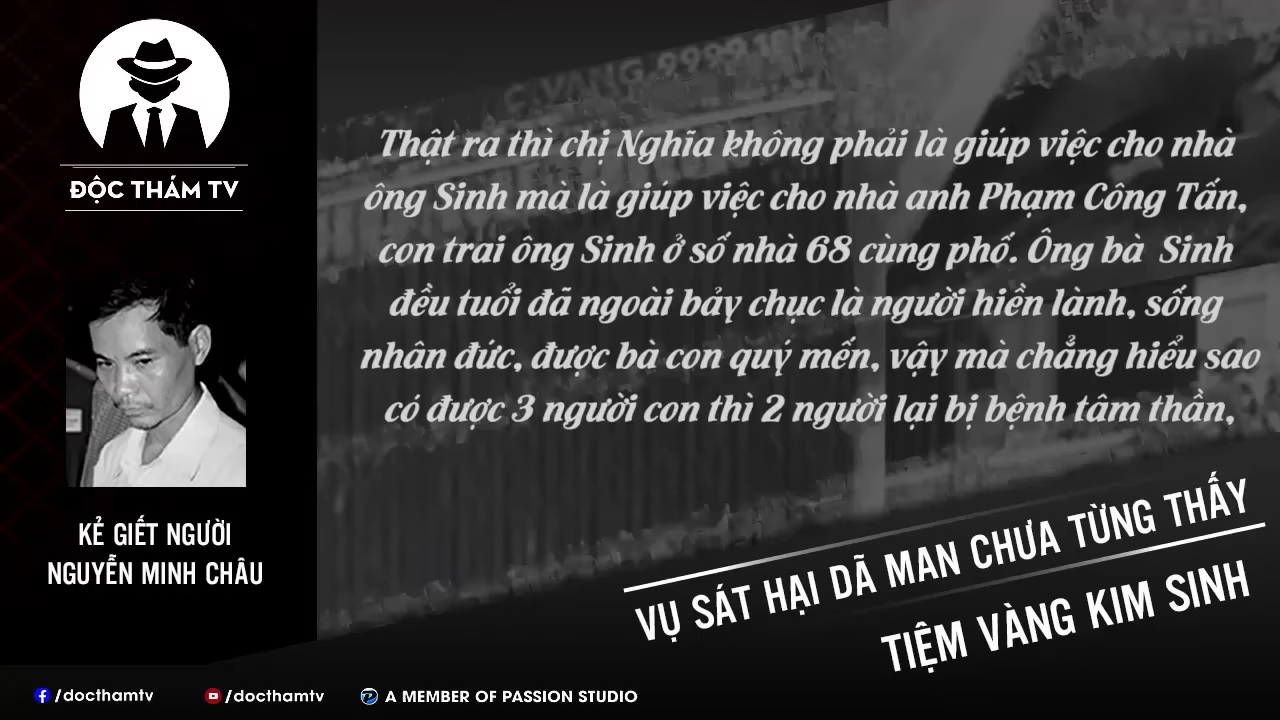 ĐỘC THÁM TV
KẺ GIẾT NGƯỜI
NGUYỄN MINH CHÂU
C.VANG 9999.18K
Thật ra thì chị Nghĩa không phải là giúp việc cho nhà
ông Sinh mà là giúp việc cho nhà anh Phạm Công Tấn,
con trai ông Sinh ở số nhà 68 cùng phố. Ông bà Sinh
đều tuổi đã ngoài bảy chục là người hiền lành, sống
nhân đức, được bà con quý mến, vậy mà chẳng hiểu sao
có được 3 người con thì 2 người lại bị bệnh tâm thần,
VỤ SÁT HẠI DÃ MAN CHƯA TỪNG THẤY
TIỆM VÀNG KIM SINH
/docthamtv
/docthamtv
A MEMBER OF PASSION STUDIO